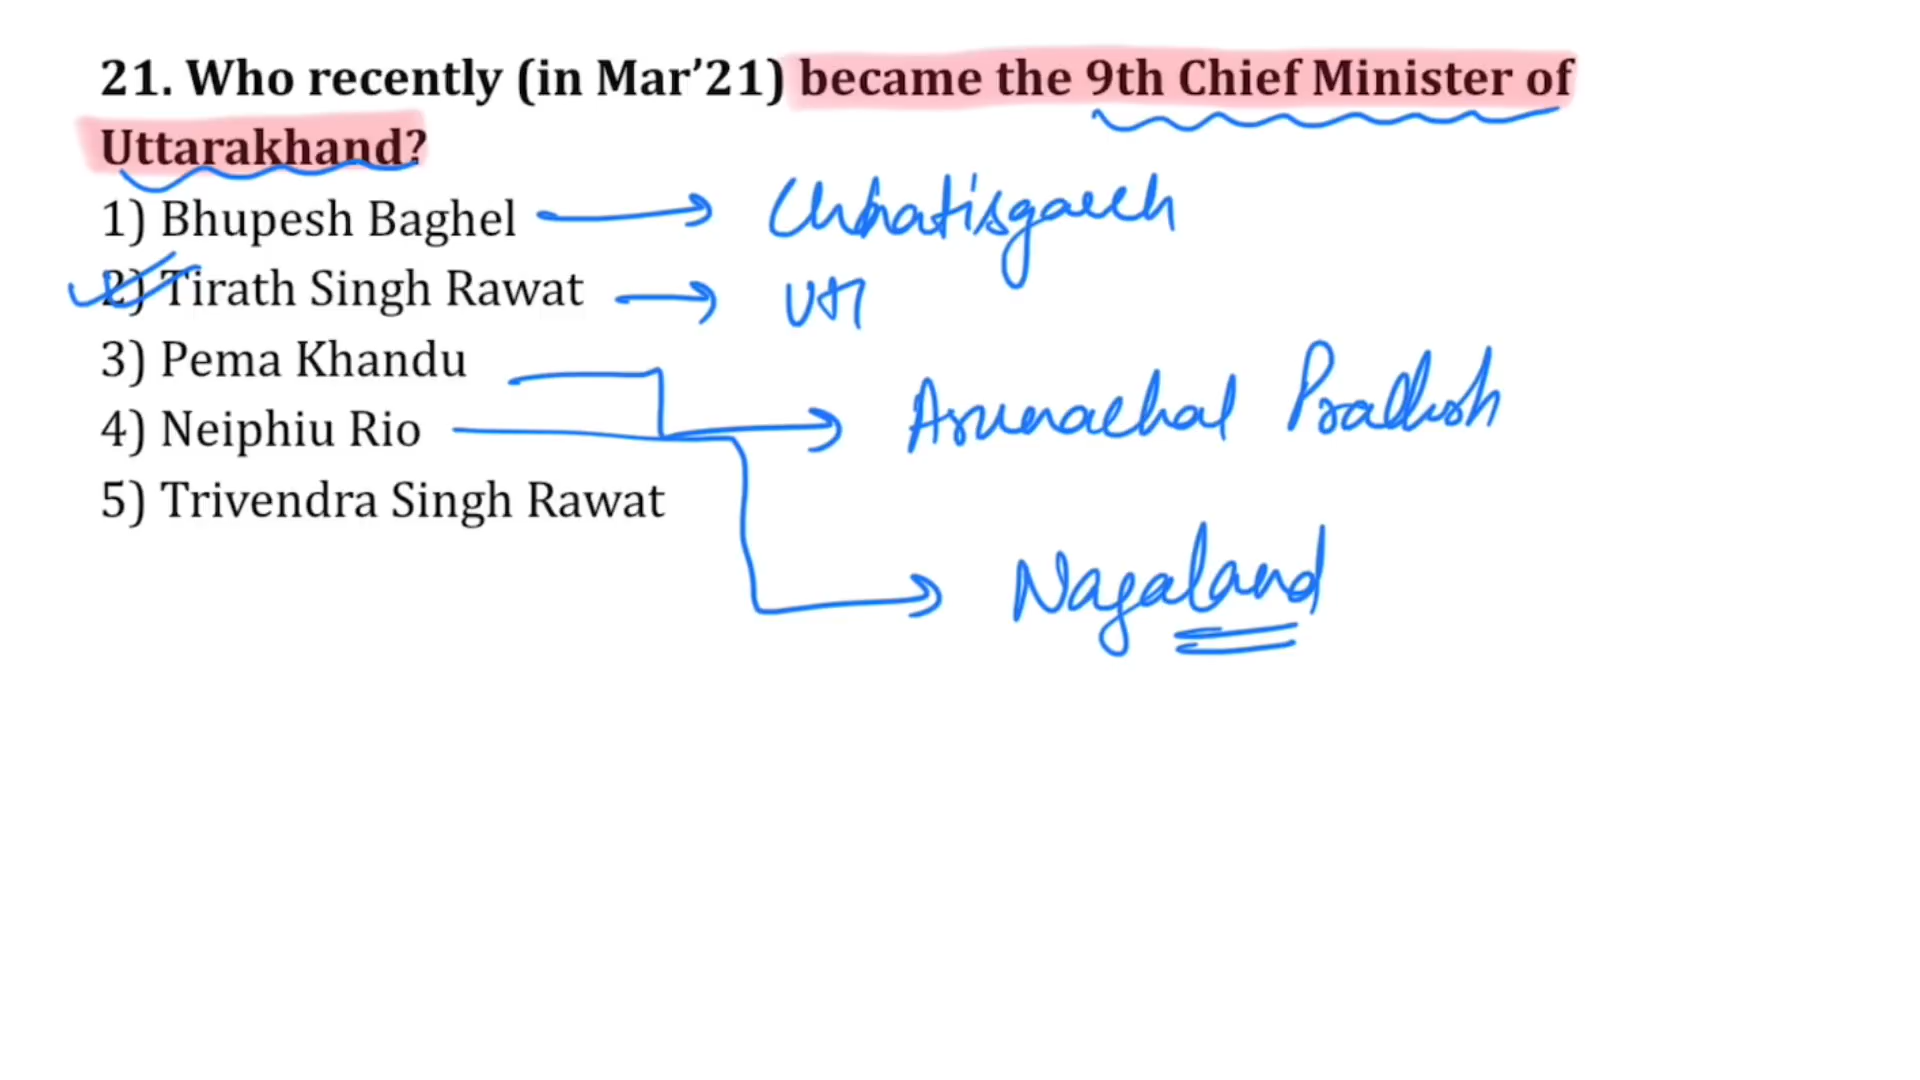 21. Who recently (in Mar’21) became the 9th Chief Minister of
Uttarakhand?
1) Bhupesh Baghel
Chhatisgarh
2) Tirath Singh Rawat
3) Pema Khandu
Arunachal Pradesh
4) Neiphiu Rio
5) Trivendra Singh Rawat
Nagaland